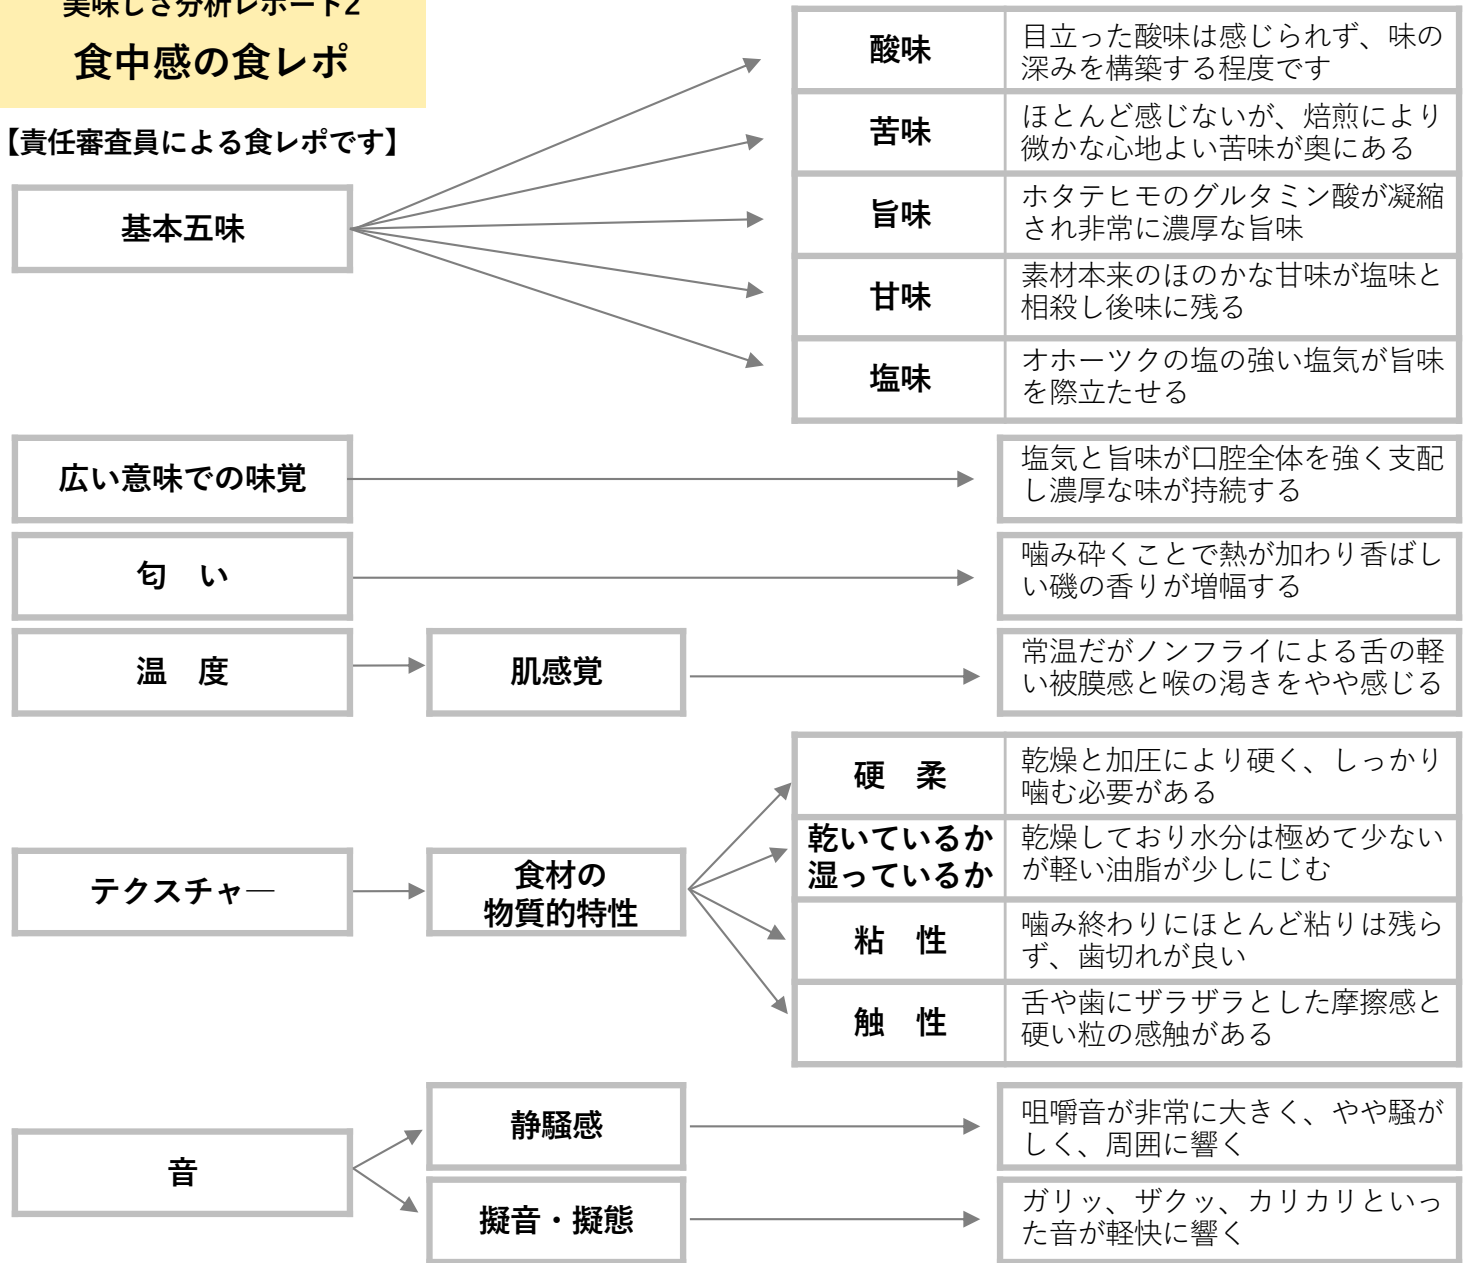 美味しさ分析レポート2
食中感の食レポ
【責任審査員による食レポです】
基本五味
酸味
目立った酸味は感じられず、味の
深みを構築する程度です
苦味
ほとんど感じないが、焙煎により
微かな心地よい苦味が奥にある
旨味
ホタテヒモのグルタミン酸が凝縮
され非常に濃厚な旨味
甘味
素材本来のほのかな甘味が塩味と
相殺し後味に残る
塩味
オホーツクの塩の強い塩気が旨味
を際立たせる
広い意味での味覚
塩気と旨味が口腔全体を強く支配
し濃厚な味が持続する
匂　い
噛み砕くことで熱が加わり香ばし
い磯の香りが増幅する
温　度
肌感覚
常温だがノンフライによる舌の軽
い被膜感と喉の渇きをやや感じる
テクスチャ―
食材の
物質的特性
硬　柔
乾燥と加圧により硬く、しっかり
噛む必要がある
乾いているか
湿っているか
乾燥しており水分は極めて少ない
が軽い油脂が少しにじむ
粘　性
噛み終わりにほとんど粘りは残ら
ず、歯切れが良い
触　性
舌や歯にザラザラとした摩擦感と
硬い粒の感触がある
音
静騒感
咀嚼音が非常に大きく、やや騒が
しく、周囲に響く
擬音・擬態
ガリッ、ザクッ、カリカリといっ
た音が軽快に響く